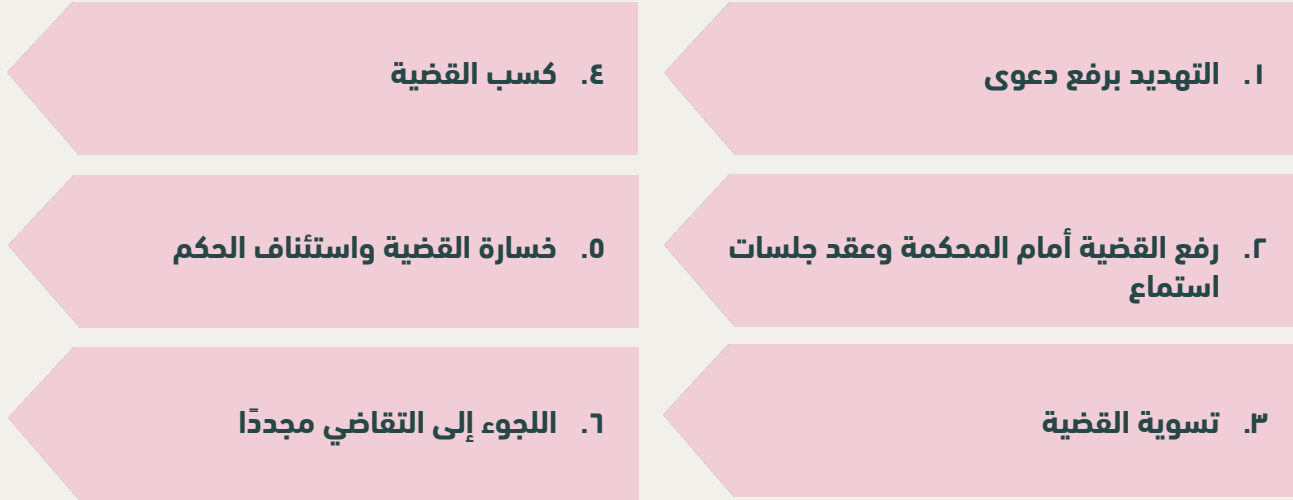 ١. التهديد برفع دعوى
٢. رفع القضية أمام المحكمة وعقد جلسات
استماع
٣. تسوية القضية
٤. كسب القضية
٥. خسارة القضية واستئناف الحكم
٦. اللجوء إلى التقاضي مجددًا